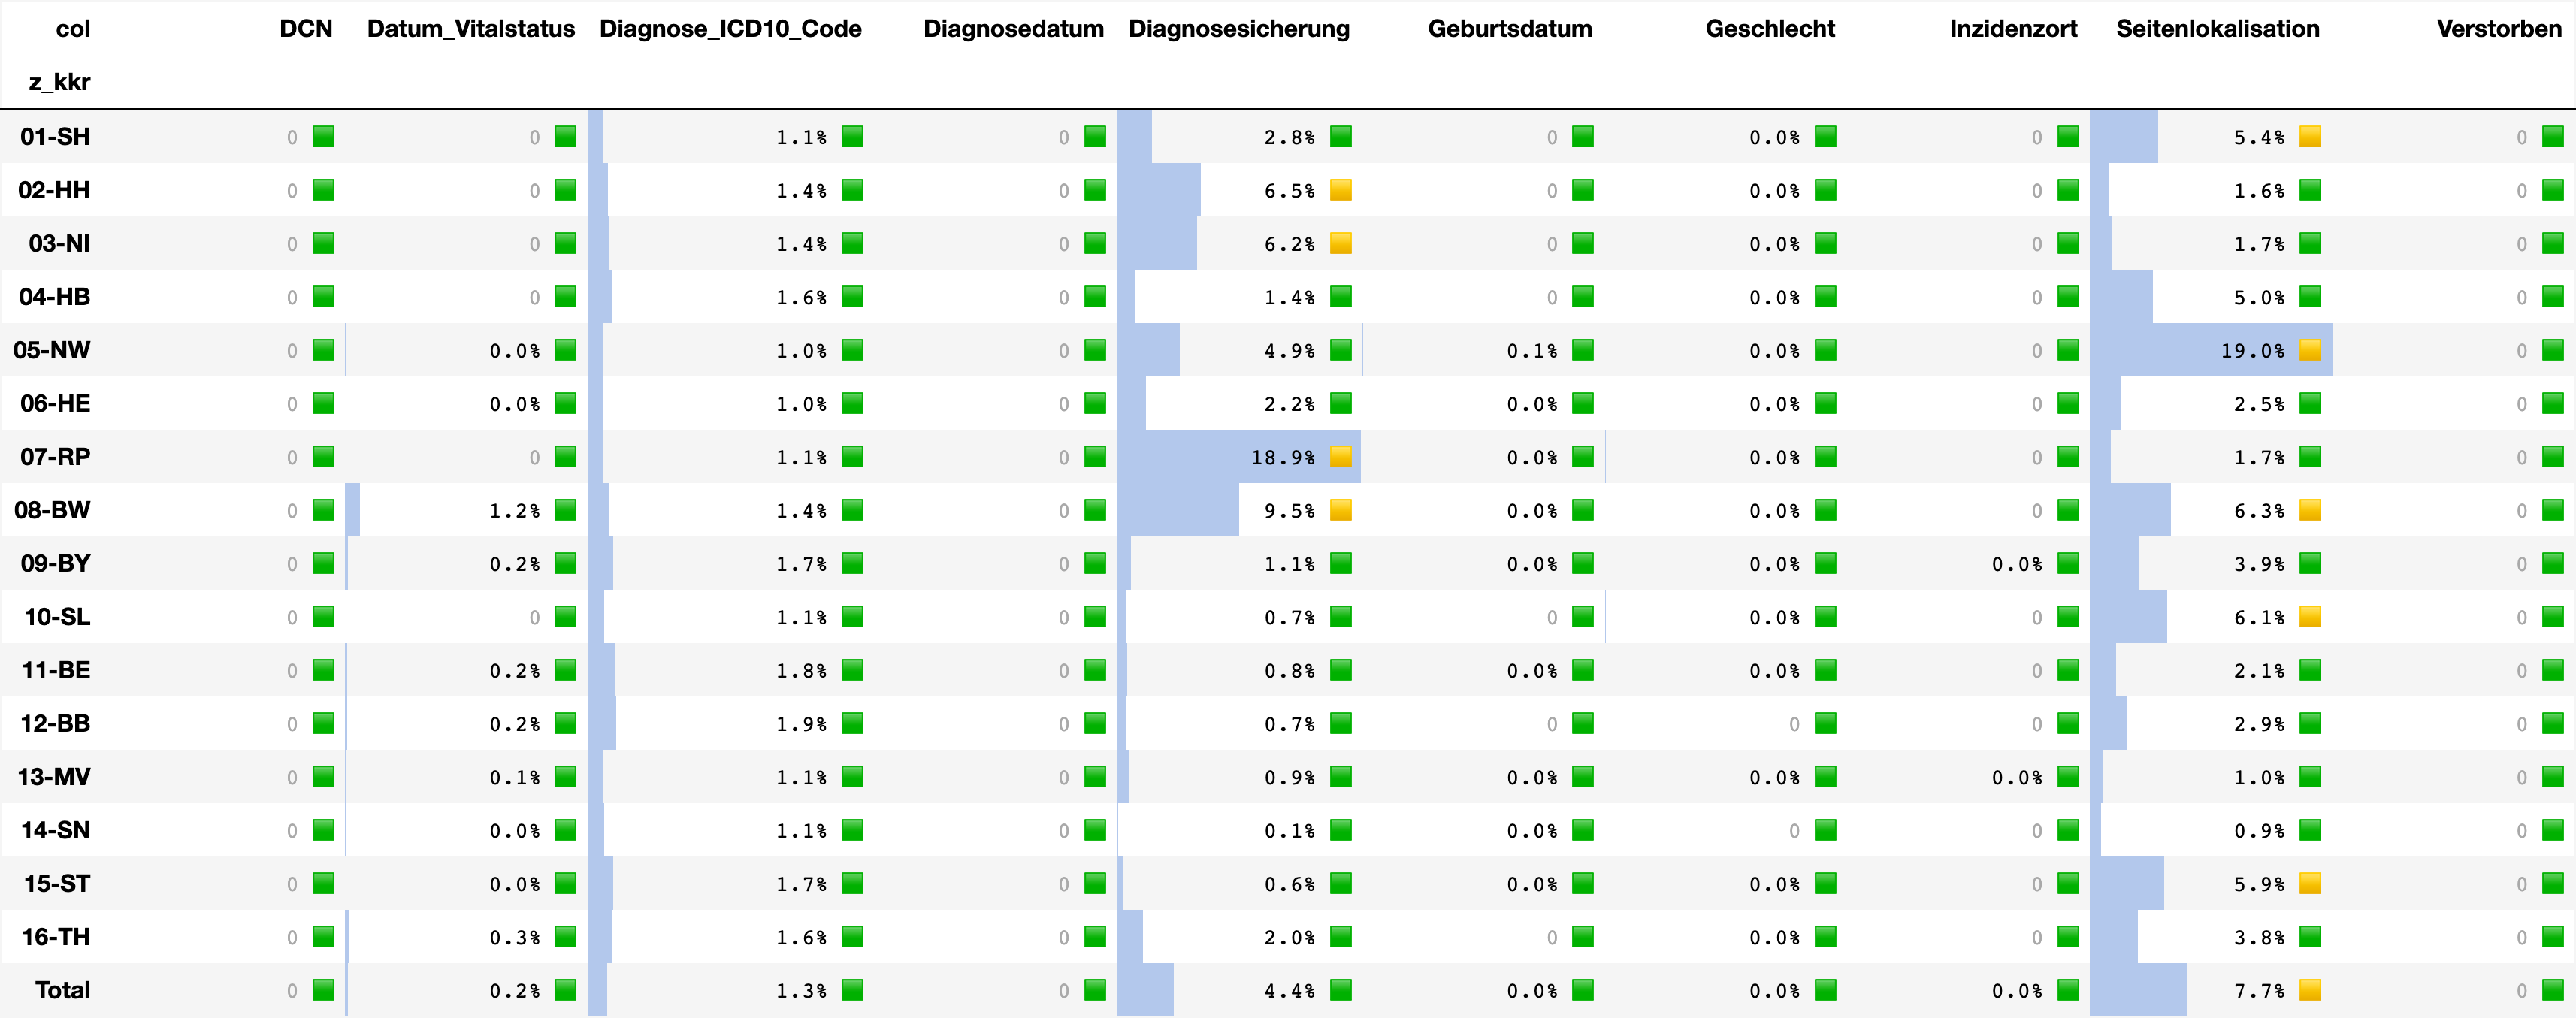 col DCN Datum_Vitalstatus Diagnose_ICD10_Code Diagnosedatum Diagnosesicherung Geburtsdatum Geschlecht Inzidenzort Seitenlokalisation Verstorben
z_kkr
01-SH 0 0 1.1% 0 2.8% 0 0.0% 0 5.4% 0
02-HH 0 0 1.4% 0 6.5% 0 0.0% 0 1.6% 0
03-NI 0 0 1.4% 0 6.2% 0 0.0% 0 1.7% 0
04-HB 0 0 1.6% 0 1.4% 0 0.0% 0 5.0% 0
05-NW 0 0.0% 1.0% 0 4.9% 0.1% 0.0% 0 19.0% 0
06-HE 0 0.0% 1.0% 0 2.2% 0.0% 0.0% 0 2.5% 0
07-RP 0 0 1.1% 0 18.9% 0.0% 0.0% 0 1.7% 0
08-BW 0 1.2% 1.4% 0 9.5% 0.0% 0.0% 0 6.3% 0
09-BY 0 0.2% 1.7% 0 1.1% 0.0% 0.0% 0.0% 3.9% 0
10-SL 0 0 1.1% 0 0.7% 0 0.0% 0 6.1% 0
11-BE 0 0.2% 1.8% 0 0.8% 0.0% 0.0% 0 2.1% 0
12-BB 0 0.2% 1.9% 0 0.7% 0 0 0 2.9% 0
13-MV 0 0.1% 1.1% 0 0.9% 0.0% 0.0% 0.0% 1.0% 0
14-SN 0 0.0% 1.1% 0 0.1% 0.0% 0 0 0.9% 0
15-ST 0 0.0% 1.7% 0 0.6% 0.0% 0.0% 0 5.9% 0
16-TH 0 0.3% 1.6% 0 2.0% 0 0.0% 0 3.8% 0
Total 0 0.2% 1.3% 0 4.4% 0.0% 0.0% 0.0% 7.7% 0